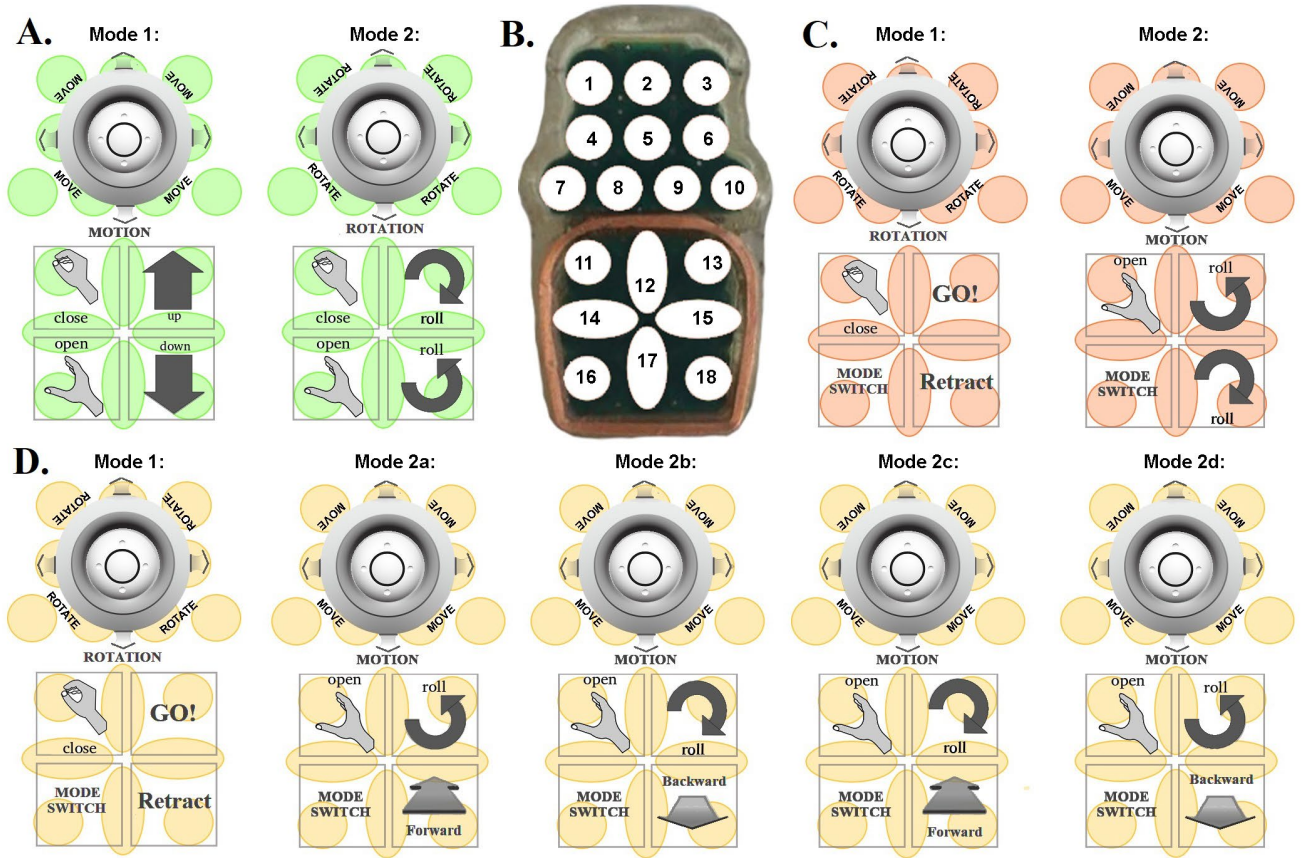 A.
Mode 1:
MOVE
MOVE
MOVE
MOVE
MOTION
close
up
open
down
Mode 2:
ROTATE
ROTATE
ROTATE
ROTATE
ROTATION
close
roll
open
roll
B.
1 2 3
4 5 6
7 8 9 10
11 12 13
14 15
16 17 18
C.
Mode 1:
ROTATE
ROTATE
ROTATE
ROTATE
ROTATION
close
GO!
MODE
SWITCH
Retract
Mode 2:
MOVE
MOVE
MOVE
MOVE
MOTION
open
roll
MODE
SWITCH
roll
D.
Mode 1:
ROTATE
ROTATE
ROTATE
ROTATE
ROTATION
close
GO!
MODE
SWITCH
Retract
Mode 2a:
MOVE
MOVE
MOVE
MOVE
MOTION
open
roll
MODE
SWITCH
Forward
Mode 2b:
MOVE
MOVE
MOVE
MOVE
MOTION
open
roll
MODE
SWITCH
Backward
Mode 2c:
MOVE
MOVE
MOVE
MOVE
MOTION
open
roll
MODE
SWITCH
Forward
Mode 2d:
MOVE
MOVE
MOVE
MOVE
MOTION
open
roll
MODE
SWITCH
Backward